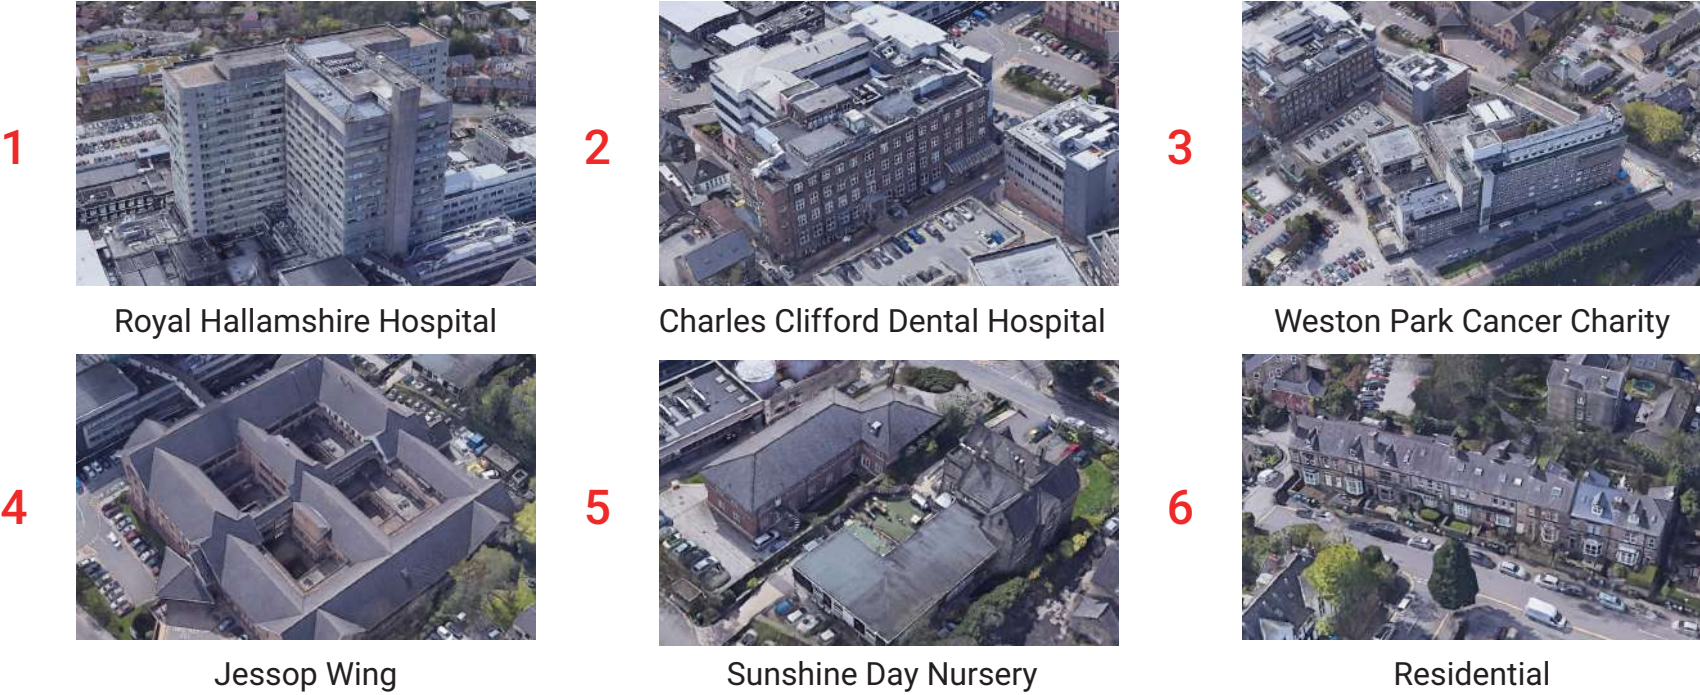 1
2
3
Royal Hallamshire Hospital
Charles Clifford Dental Hospital
Weston Park Cancer Charity
4
5
6
Jessop Wing
Sunshine Day Nursery
Residential